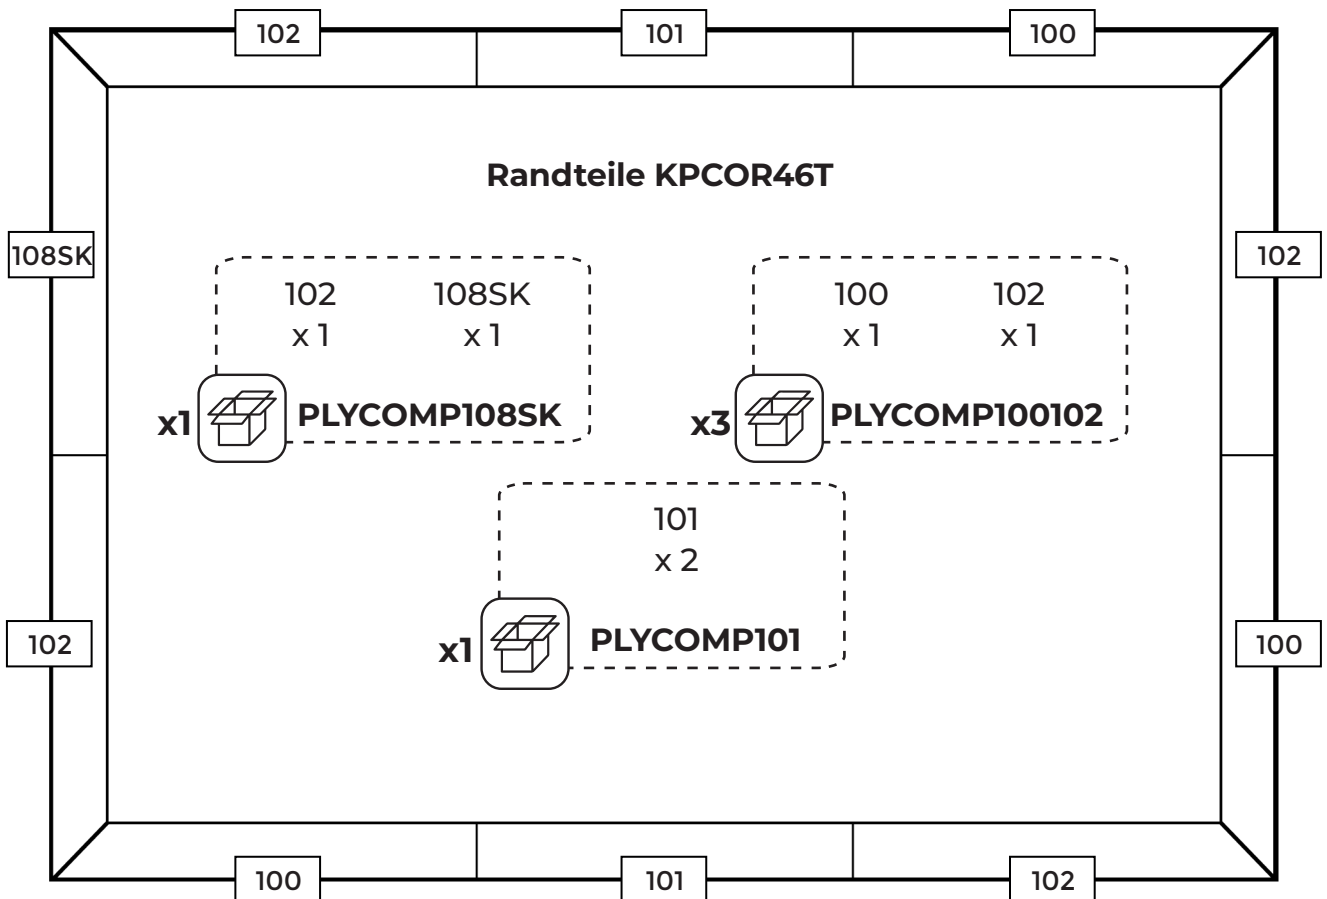 102 101 100
Randteile KPCOR46T
108SK 102
102 108SK
x 1 x 1
x1 PLYCOMP108SK
100 102
x 1 x 1
x3 PLYCOMP100102
101
x 2
x1 PLYCOMP101
102 100
100 101 102